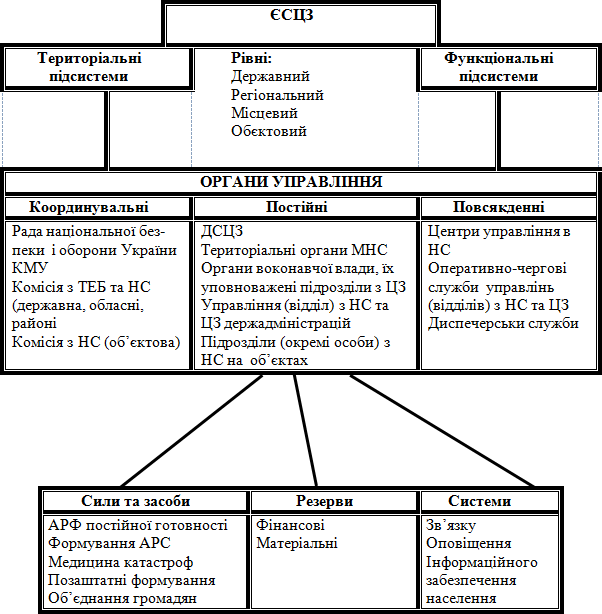 ЄСЦЗ
Територіальні
підсистеми
Рівні:
Державний
Регіональний
Місцевий
Обєктовий
Функціональні
підсистеми
ОРГАНИ УПРАВЛІННЯ
Координувальні
Рада національної без-
пеки і оборони України
КМУ
Комісія з ТЕБ та НС
(державна, обласні,
районі
Комісія з НС (об’єктова)
Постійні
ДСЦЗ
Територіальні органи МНС
Органи воконавчої влади, їх
уповноважені підрозділи з ЦЗ
Управління (відділ) з НС та
ЦЗ держадміністрацій
Підрозділи (окремі особи) з
НС на об’єктах
Повсякденні
Центри управління в
НС
Оперативно-чергові
служби управлінь
(відділів) з НС та ЦЗ
Диспечерськи служби
Сили та засоби
АРФ постійної готовності
Формування АРС
Медицина катастроф
Позаштатні формування
Об’єднання громадян
Резерви
Фінансові
Матеріальні
Системи
Зв’язку
Оповіщення
Інформаційного
забезпечення
населення